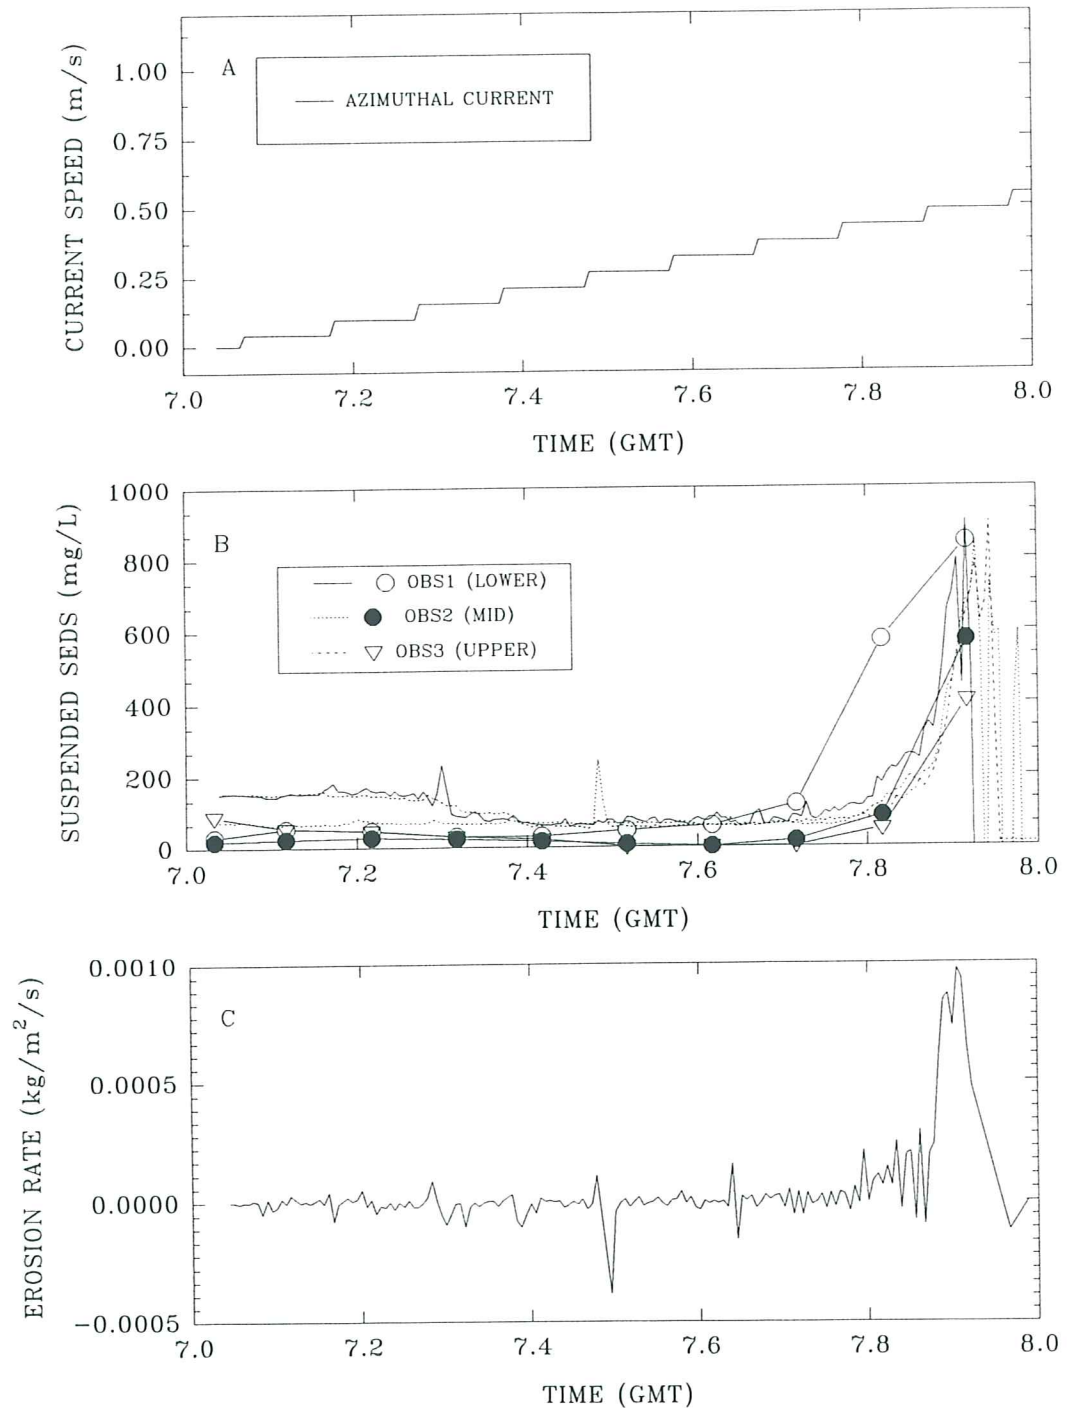 A
AZIMUTHAL CURRENT
CURRENT SPEED (m/s)
1.00
0.75
0.50
0.25
0.00
7.0 7.2 7.4 7.6 7.8 8.0
TIME (GMT)
B
OBS1 (LOWER)
OBS2 (MID)
OBS3 (UPPER)
SUSPENDED SEDS (mg/L)
1000
800
600
400
200
0
7.0 7.2 7.4 7.6 7.8 8.0
TIME (GMT)
C
EROSION RATE (kg/m²/s)
0.0010
0.0005
0.0000
−0.0005
7.0 7.2 7.4 7.6 7.8 8.0
TIME (GMT)